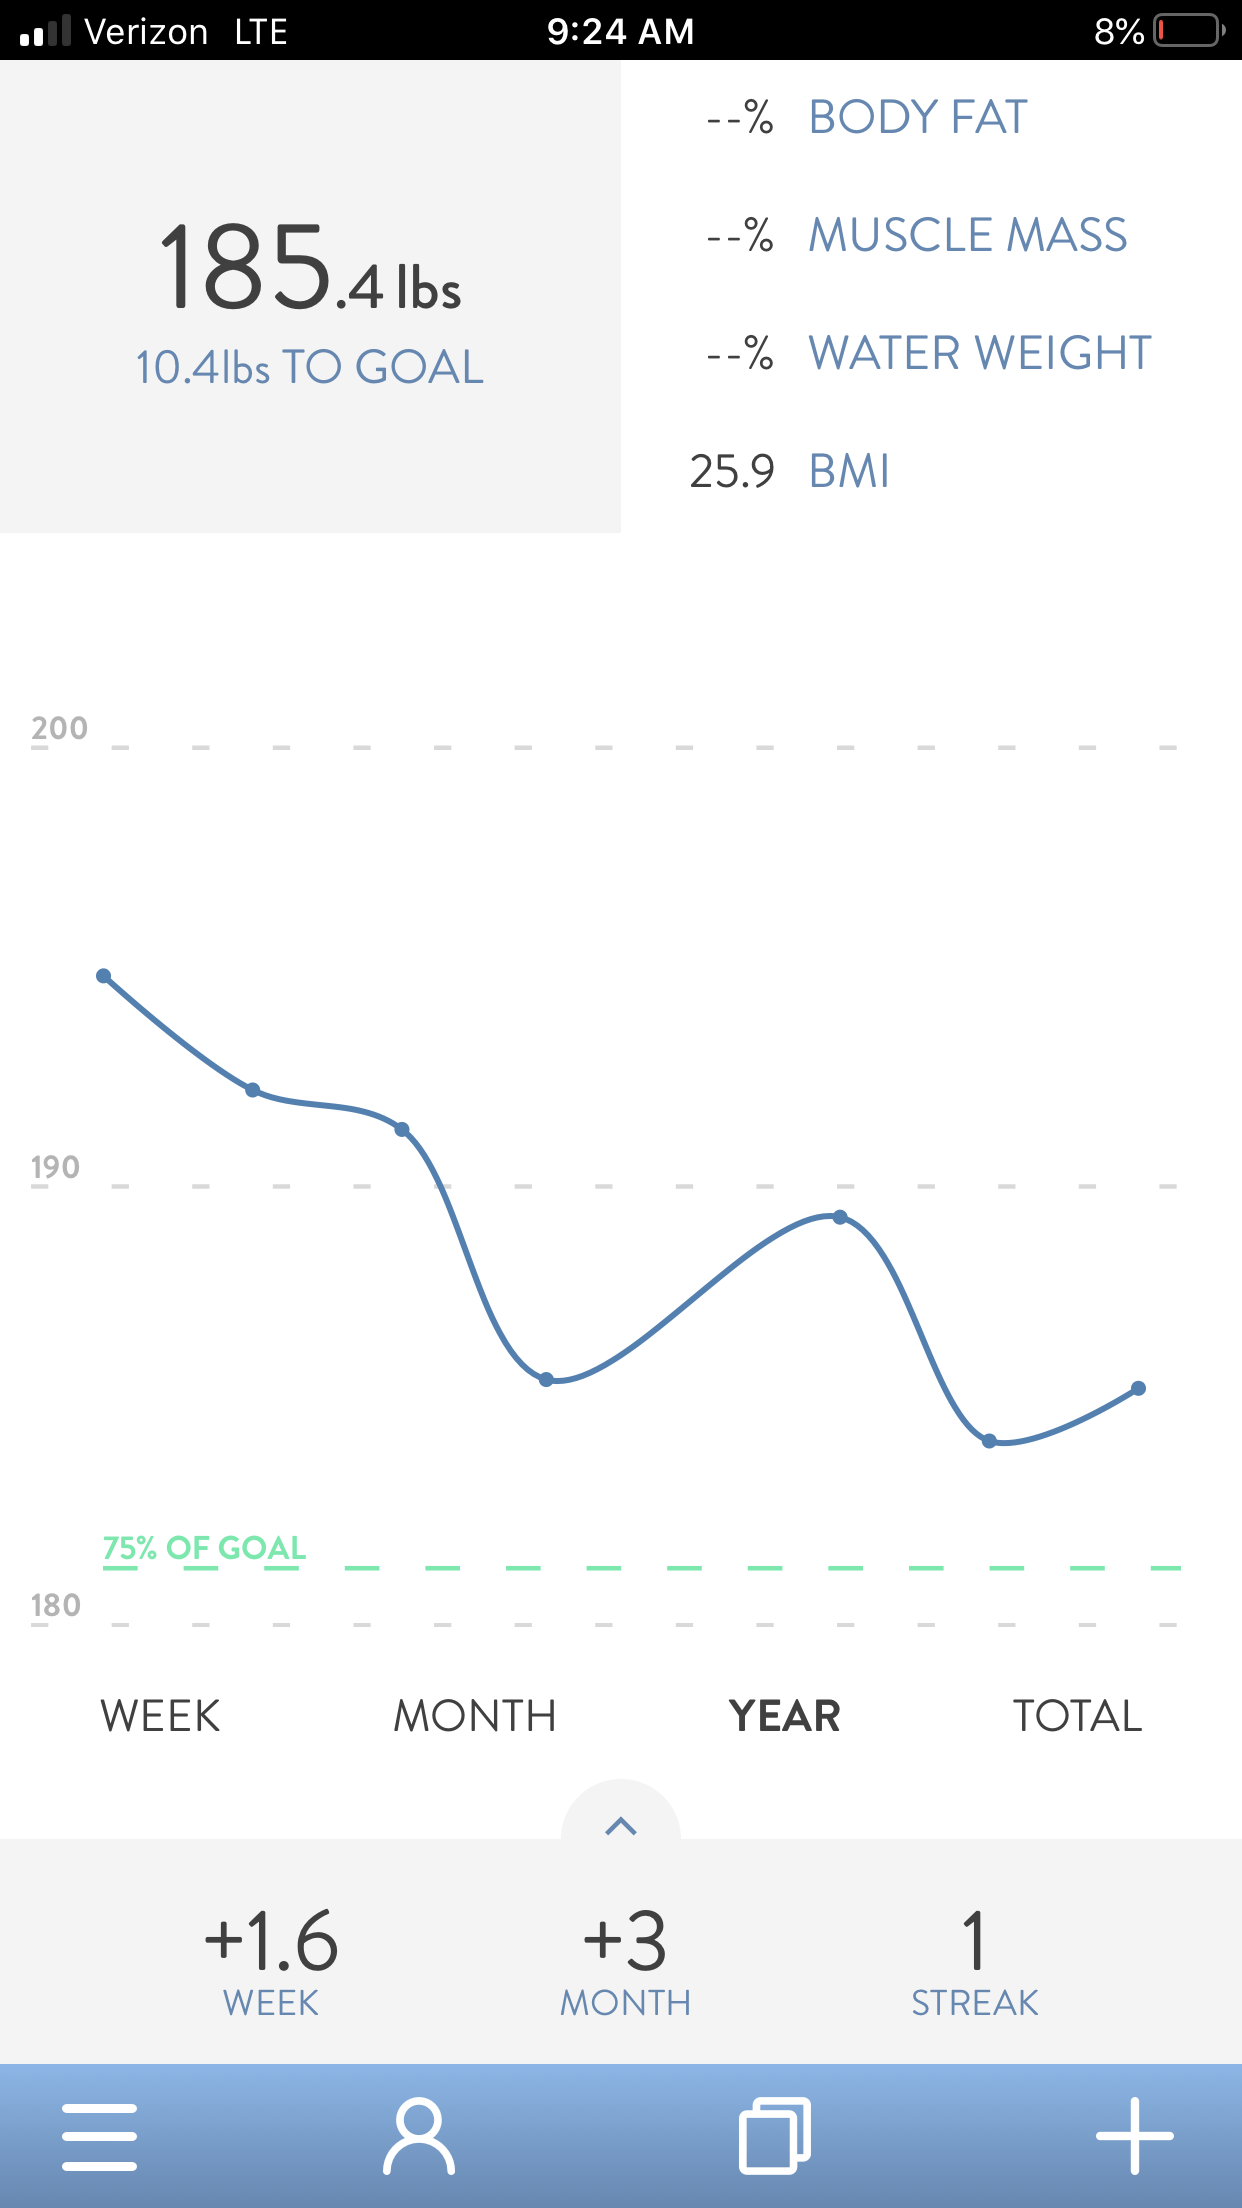 Verizon LTE 9:24 AM 8%
185.4 lbs
10.4lbs TO GOAL
--% BODY FAT
--% MUSCLE MASS
--% WATER WEIGHT
25.9 BMI
200
190
75% OF GOAL
180
WEEK MONTH YEAR TOTAL
+1.6 +3 1
WEEK MONTH STREAK